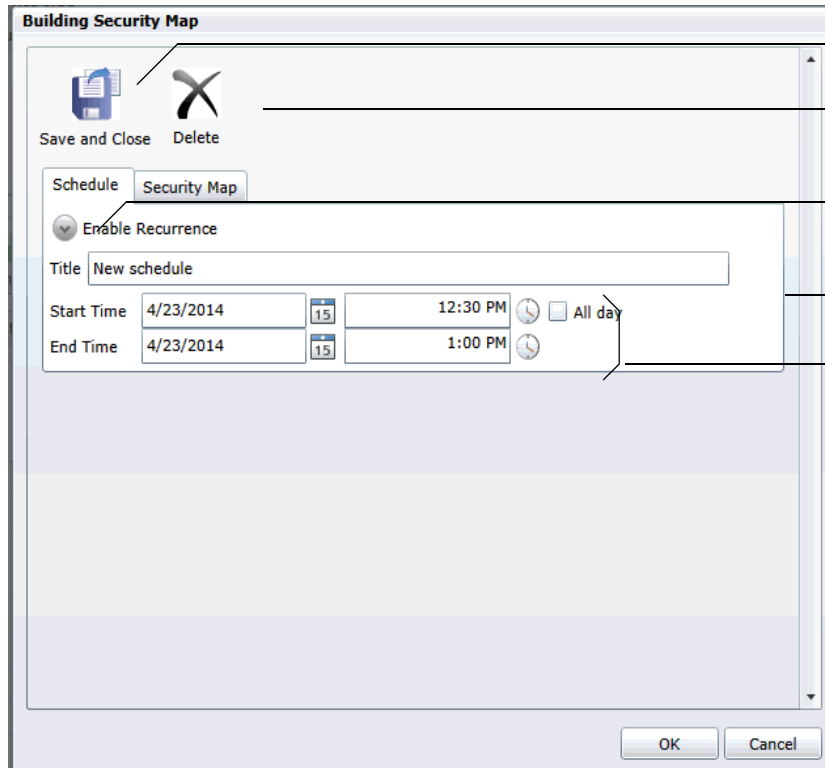 Building Security Map
Save and Close Delete
Schedule Security Map
Enable Recurrence
Title New schedule
Start Time 4/23/2014 15 12:30 PM All day
End Time 4/23/2014 15 1:00 PM
OK Cancel